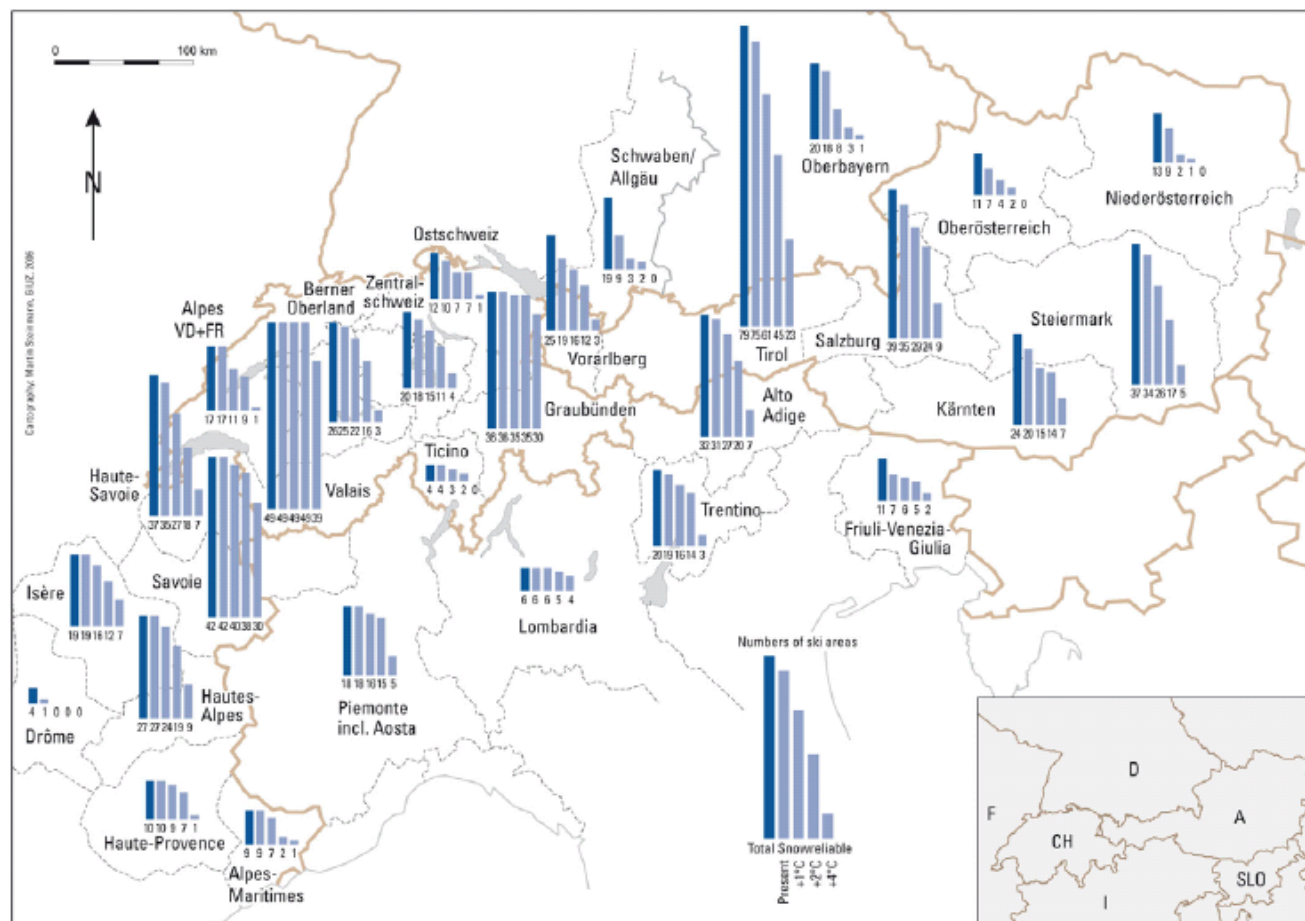 0 100 km
N
Cartography: Martin Steinmann, GIUZ, 2006
Schwaben/
Allgäu
19 9 3 2 0
79 75 61 45 23
Tirol
20 18 8 3 1
Oberbayern
11 7 4 2 0
Oberösterreich
13 9 2 1 0
Niederösterreich
Ostschweiz
12 10 7 7 1
Zentral-
schweiz
20 18 15 11 4
Berner
Oberland
26 25 22 16 3
Alpes
VD+FR
17 17 11 9 1
25 19 16 12 3
Vorarlberg
Salzburg
39 35 29 24 9
Steiermark
37 34 26 17 5
Kärnten
24 20 15 14 7
Graubünden
36 36 35 35 30
Alto
Adige
32 31 27 20 7
Ticino
4 4 3 2 0
Valais
49 49 49 49 39
Haute-
Savoie
37 35 27 18 7
Trentino
20 19 16 14 3
11 7 6 5 2
Friuli-Venezia-
Giulia
Isère
19 19 16 12 7
Savoie
42 42 40 38 30
6 6 6 5 4
Lombardia
18 18 16 15 5
Piemonte
incl. Aosta
4 1 0 0 0
Drôme
Hautes-
Alpes
27 27 24 19 9
10 10 9 7 1
Haute-Provence
9 9 7 2 1
Alpes-
Maritimes
Numbers of ski areas
Total Snowreliable
Present
+1°C
+2°C
+4°C
D
F
CH
A
SLO
I